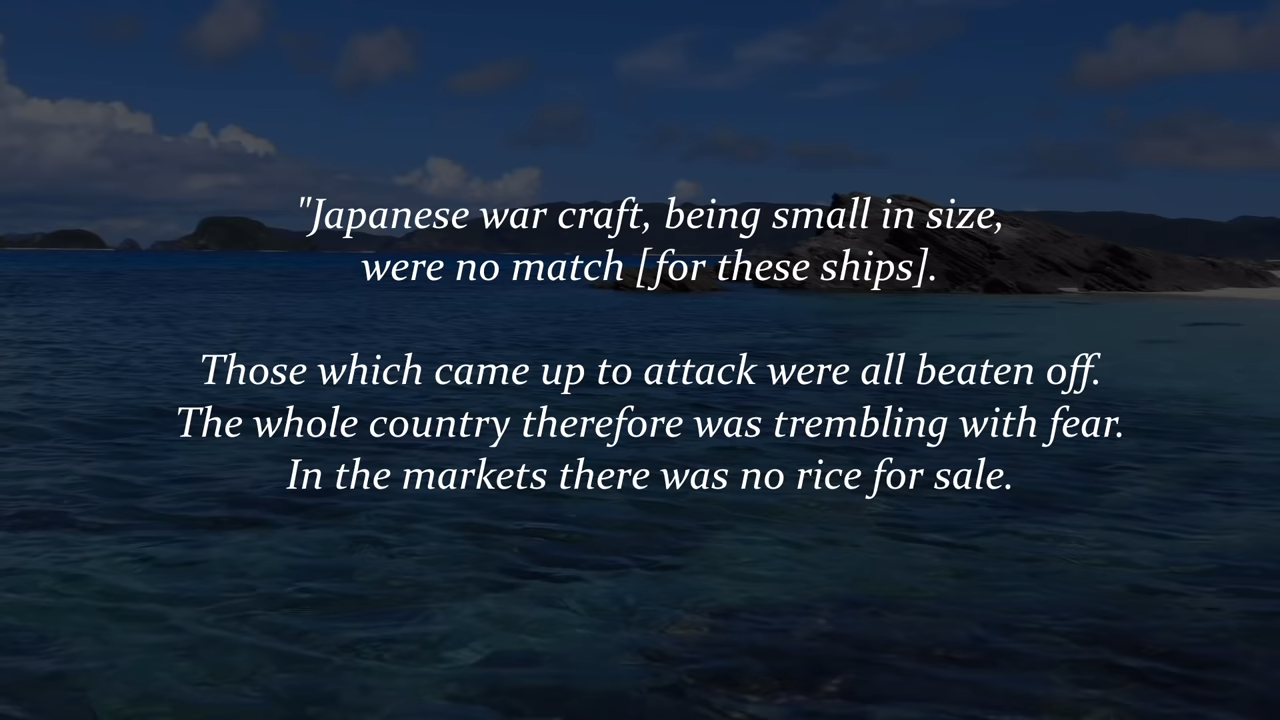 "Japanese war craft, being small in size,
were no match [for these ships].
Those which came up to attack were all beaten off.
The whole country therefore was trembling with fear.
In the markets there was no rice for sale.